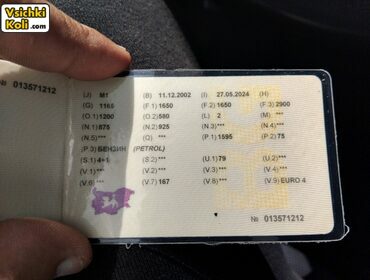 Vsichki
Koli.com
№ 013571212
(J) M1 (B) 11.12.2002 (I) 27.05.2024 (H)
(G) 1165 (F.1) 1650 (F.2) 1650 (F.3) 2900
(O.1) 1200 (O.2) 580 (L) 2 (M) ***
(N.1) 875 (N.2) 925 (N.3) *** (N.4) ***
(N.5) *** (Q) *** (P.1) 1595 (P.2) 75
(P.3) БЕНЗИН (PETROL)
(S.1) 4+1 (S.2) *** (U.1) 79 (U.2) ***
(V.1) *** (V.2) *** (V.3) *** (V.5) ***
(V.6) *** (V.7) 167 (V.8) *** (V.9) EURO 4
№ 013571212